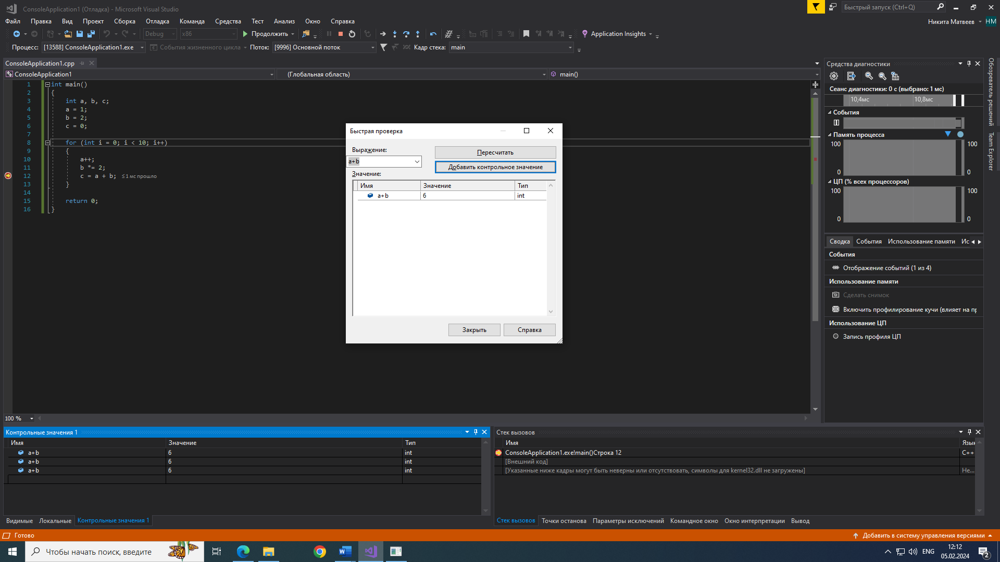 ConsoleApplication1 (Отладка) - Microsoft Visual Studio
Быстрый запуск (Ctrl+Q)
Файл Правка Вид Проект Сборка Отладка Команда Средства Тест Анализ Окно Справка
Никита Матвеев НМ
Debug x86 Продолжить Application Insights
Процесс: [13588] ConsoleApplication1.exe События жизненного цикла Поток: [9996] Основной поток Кадр стека: main
ConsoleApplication1.cpp
ConsoleApplication1 (Глобальная область) main()
1 int main()
2 {
3 int a, b, c;
4 a = 1;
5 b = 2;
6 c = 0;
7
8 for (int i = 0; i < 10; i++)
9 {
10 a++;
11 b *= 2;
12 c = a + b; ≤ 1 мс прошло
13 }
14
15 return 0;
16 }
100 %
Быстрая проверка
Выражение:
Пересчитать
a+b
Добавить контрольное значение
Значение:
Имя Значение Тип
a+b 6 int
Закрыть Справка
Средства диагностики
Сеанс диагностики: 0 с (выбрано: 1 мс)
10,4мс 10,8мс
События
Память процесса
100 100
0 0
ЦП (% всех процессоров)
100 100
0 0
Сводка События Использование памяти Ис
События
Отображение событий (1 из 4)
Использование памяти
Сделать снимок
Включить профилирование кучи (влияет на пр
Использование ЦП
Запись профиля ЦП
Обозреватель решений
Team Explorer
Контрольные значения 1
Имя Значение Тип
a+b 6 int
a+b 6 int
a+b 6 int
Видимые Локальные Контрольные значения 1
Стек вызовов
Имя Язык
ConsoleApplication1.exe!main()Строка 12 C++
[Внешний код]
[Указанные ниже кадры могут быть неверны или отсутствовать, символы для kernel32.dll не загружены] Не...
Стек вызовов Точки останова Параметры исключений Командное окно Окно интерпретации Вывод
Готово
Добавить в систему управления версиями
Чтобы начать поиск, введите
ENG
12:12
05.02.2024
2